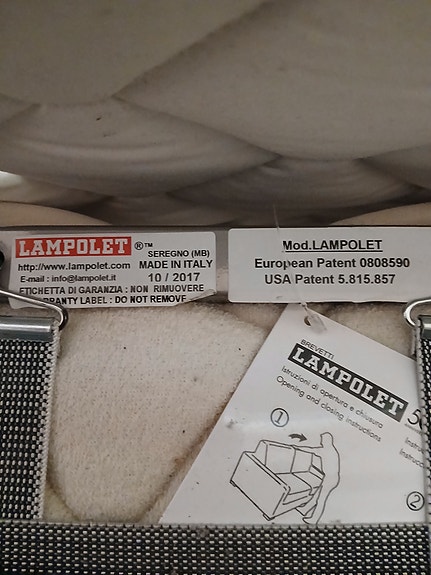 LAMPOLET ®™
SEREGNO (MB)
http://www.lampolet.com MADE IN ITALY
E-mail : info@lampolet.it 10 / 2017
ETICHETTA DI GARANZIA : NON RIMUOVERE
RANTY LABEL : DO NOT REMOVE
Mod.LAMPOLET
European Patent 0808590
USA Patent 5.815.857
BREVETTI
LAMPOLET
Istruzioni di apertura e chiusura
Opening and closing instructions
1
2